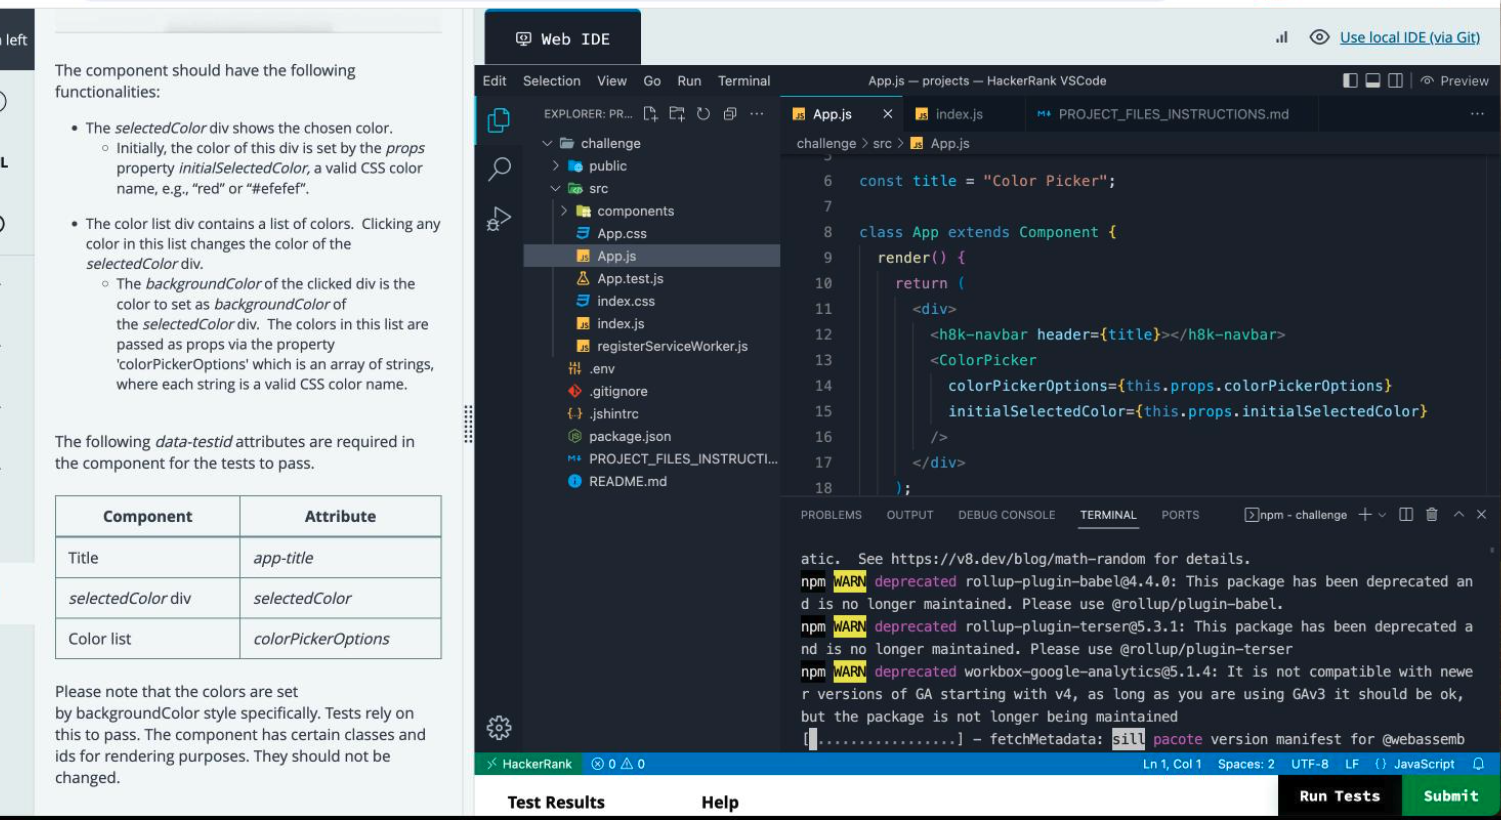 left
Web IDE
Use local IDE (via Git)
Edit Selection View Go Run Terminal
App.js — projects — HackerRank VSCode
Preview
The component should have the following
functionalities:
• The selectedColor div shows the chosen color.
Initially, the color of this div is set by the props
property initialSelectedColor, a valid CSS color
name, e.g., “red” or “#efefef”.
• The color list div contains a list of colors. Clicking any
color in this list changes the color of the
selectedColor div.
The backgroundColor of the clicked div is the
color to set as backgroundColor of
the selectedColor div. The colors in this list are
passed as props via the property
'colorPickerOptions' which is an array of strings,
where each string is a valid CSS color name.
The following data-testid attributes are required in
the component for the tests to pass.
Component Attribute
Title app-title
selectedColor div selectedColor
Color list colorPickerOptions
Please note that the colors are set
by backgroundColor style specifically. Tests rely on
this to pass. The component has certain classes and
ids for rendering purposes. They should not be
changed.
L
EXPLORER: PR... ···
challenge
public
src
components
App.css
JS App.js
App.test.js
index.css
JS index.js
JS registerServiceWorker.js
.env
.gitignore
{..} .jshintrc
package.json
M+ PROJECT_FILES_INSTRUCTI...
README.md
JS App.js ×
JS index.js
M+ PROJECT_FILES_INSTRUCTIONS.md
···
challenge > src > JS App.js
5
6 const title = "Color Picker";
7
8 class App extends Component {
9 render() {
10 return (
11 <div>
12 <h8k-navbar header={title}></h8k-navbar>
13 <ColorPicker
14 colorPickerOptions={this.props.colorPickerOptions}
15 initialSelectedColor={this.props.initialSelectedColor}
16 />
17 </div>
18 );
PROBLEMS OUTPUT DEBUG CONSOLE TERMINAL PORTS
npm - challenge
atic. See https://v8.dev/blog/math-random for details.
npm WARN deprecated rollup-plugin-babel@4.4.0: This package has been deprecated an
d is no longer maintained. Please use @rollup/plugin-babel.
npm WARN deprecated rollup-plugin-terser@5.3.1: This package has been deprecated a
nd is no longer maintained. Please use @rollup/plugin-terser
npm WARN deprecated workbox-google-analytics@5.1.4: It is not compatible with newe
r versions of GA starting with v4, as long as you are using GAv3 it should be ok,
but the package is not longer being maintained
[ .................] - fetchMetadata: sill pacote version manifest for @webassemb
HackerRank 0 0
Ln 1, Col 1 Spaces: 2 UTF-8 LF {} JavaScript
Test Results Help
Run Tests Submit